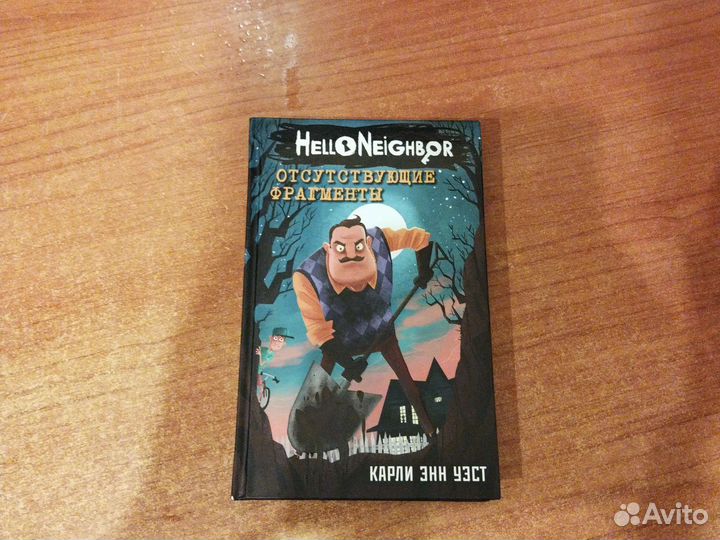 HELLO NEIGHBOR
ОТСУТСТВУЮЩИЕ
ФРАГМЕНТЫ
КАРЛИ ЭНН УЭСТ
Avito